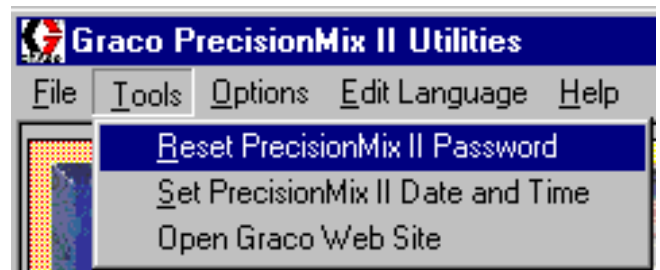 Graco PrecisionMix II Utilities
File Tools Options Edit Language Help
Reset PrecisionMix II Password
Set PrecisionMix II Date and Time
Open Graco Web Site